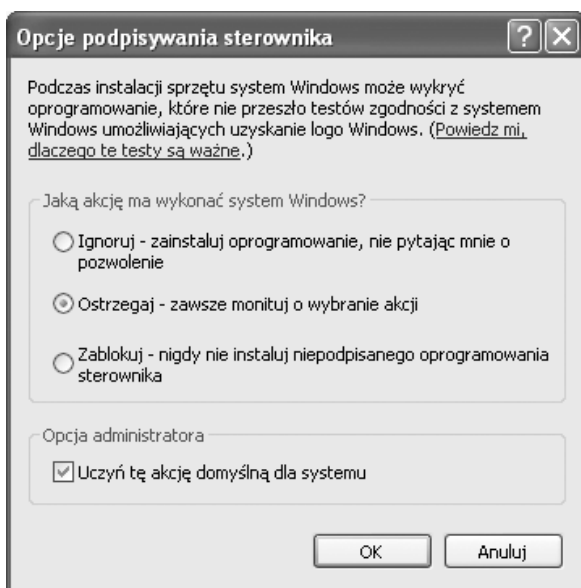 Opcje podpisywania sterownika
Podczas instalacji sprzętu system Windows może wykryć
oprogramowanie, które nie przeszło testów zgodności z systemem
Windows umożliwiających uzyskanie logo Windows. (Powiedz mi,
dlaczego te testy są ważne.)
Jaką akcję ma wykonać system Windows?
Ignoruj - zainstaluj oprogramowanie, nie pytając mnie o
pozwolenie
Ostrzegaj - zawsze monituj o wybranie akcji
Zablokuj - nigdy nie instaluj niepodpisanego oprogramowania
sterownika
Opcja administratora
Uczyń tę akcję domyślną dla systemu
OK Anuluj